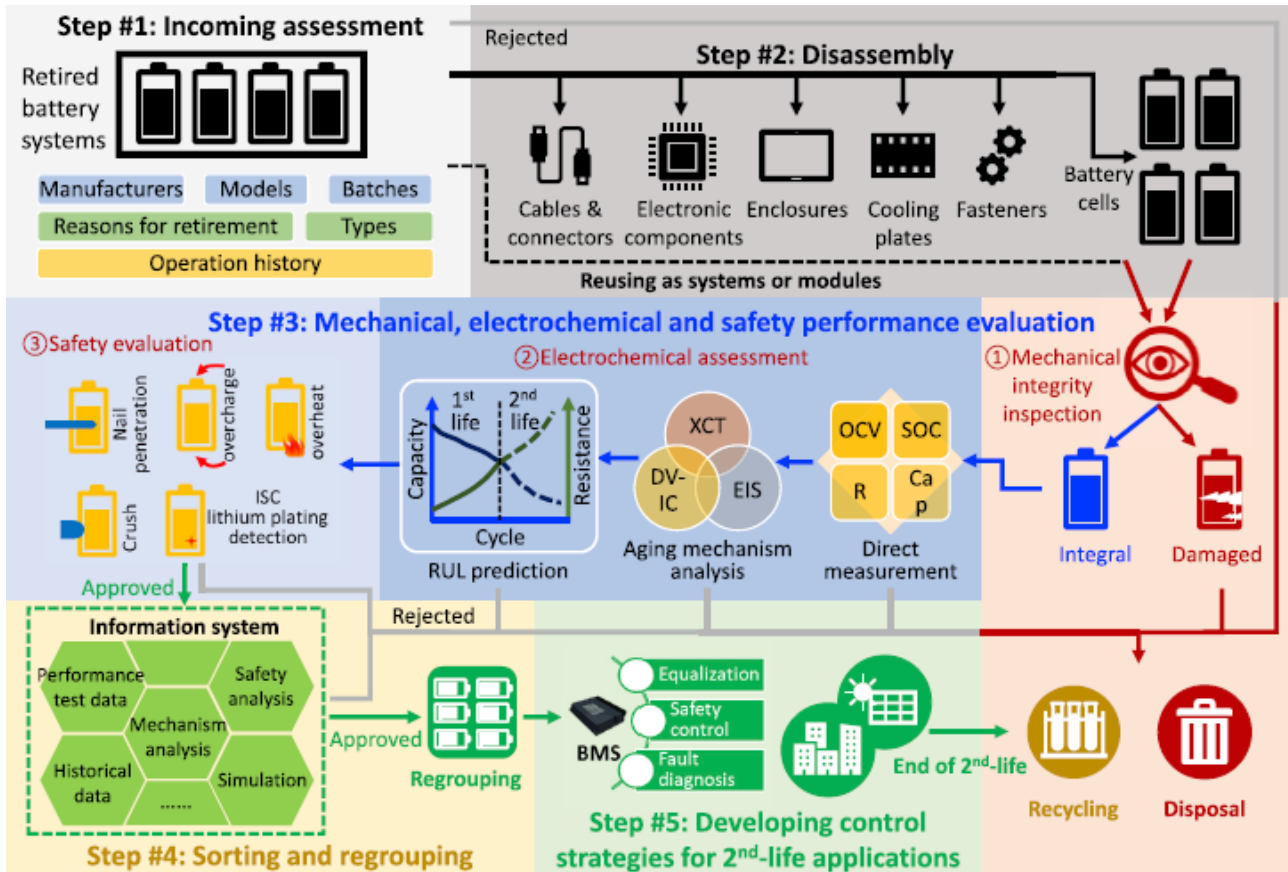 Step #1: Incoming assessment
Retired
battery
systems
Manufacturers
Models
Batches
Reasons for retirement
Types
Operation history
Rejected
Step #2: Disassembly
Cables &
connectors
Electronic
components
Enclosures
Cooling
plates
Fasteners
Battery
cells
Reusing as systems or modules
Step #3: Mechanical, electrochemical and safety performance evaluation
③Safety evaluation
Nail
penetration
overcharge
overheat
Crush
ISC
lithium plating
detection
②Electrochemical assessment
1st
life
2nd
life
Capacity
Resistance
Cycle
RUL prediction
XCT
DV-
IC
EIS
Aging mechanism
analysis
OCV
SOC
R
Ca
p
Direct
measurement
①Mechanical
integrity
inspection
Integral
Damaged
Approved
Rejected
Information system
Performance
test data
Safety
analysis
Mechanism
analysis
Historical
data
Simulation
......
Approved
Regrouping
Step #4: Sorting and regrouping
BMS
Equalization
Safety
control
Fault
diagnosis
End of 2nd-life
Step #5: Developing control
strategies for 2nd-life applications
Recycling
Disposal